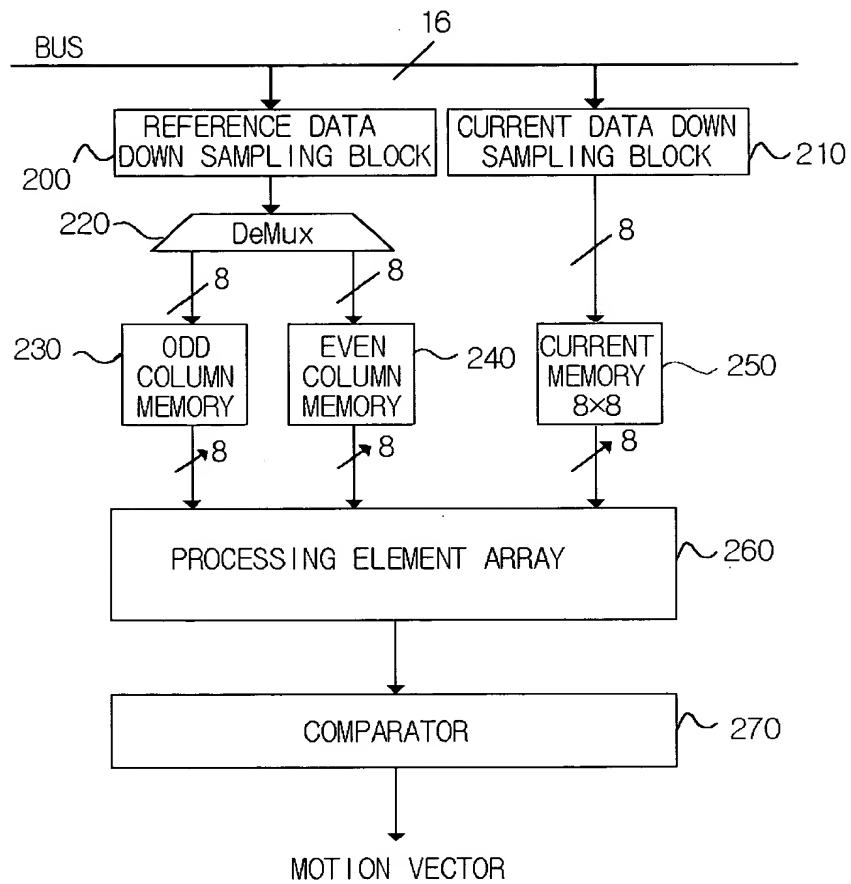 16
BUS
REFERENCE DATA
DOWN SAMPLING BLOCK
200
CURRENT DATA DOWN
SAMPLING BLOCK
210
220
DeMux
8
8
8
230
ODD
COLUMN
MEMORY
EVEN
COLUMN
MEMORY
240
CURRENT
MEMORY
8×8
250
8
8
8
PROCESSING ELEMENT ARRAY
260
COMPARATOR
270
MOTION VECTOR